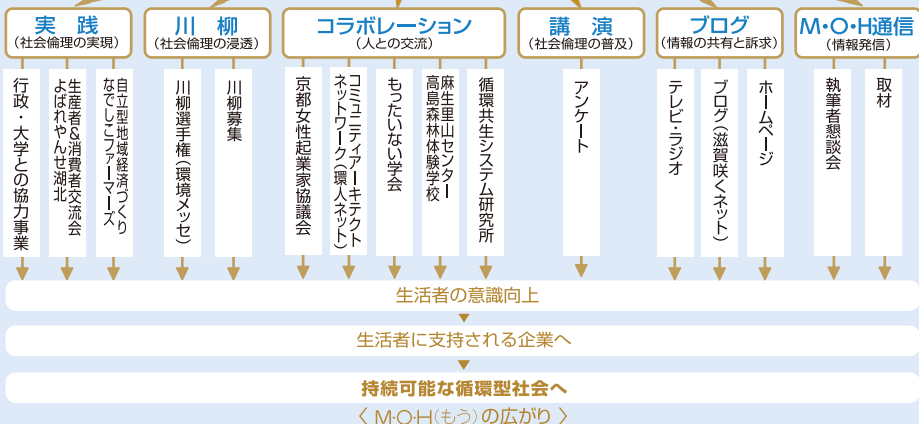 実践
(社会倫理の実現)
川柳
(社会倫理の浸透)
コラボレーション
(人との交流)
講演
(社会倫理の普及)
ブログ
(情報の共有と訴求)
M・O・H通信
(情報発信)
行政・大学との協力事業
生産者&消費者交流会
よばれやんせ湖北
自立型地域経済づくり
なでしこファーマーズ
川柳選手権(環境メッセ)
川柳募集
京都女性起業家協議会
コミュニティアーキテクト
ネットワーク(環人ネット)
もったいない学会
麻生里山センター
高島森林体験学校
循環共生システム研究所
アンケート
テレビ・ラジオ
ブログ(滋賀咲くネット)
ホームページ
執筆者懇談会
取材
生活者の意識向上
生活者に支持される企業へ
持続可能な循環型社会へ
〈 M・O・H(もう)の広がり 〉